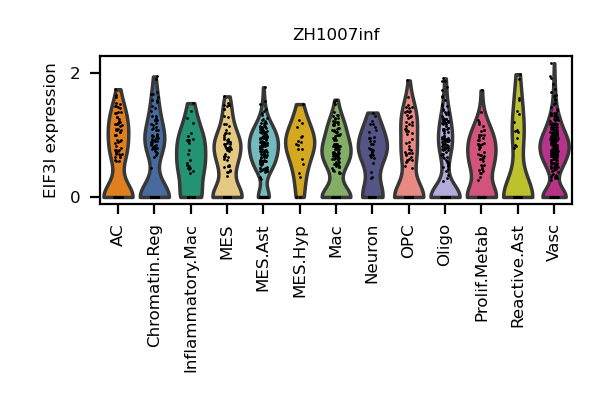 ZH1007inf
EIF3I expression
2
0
AC
Chromatin.Reg
Inflammatory.Mac
MES
MES.Ast
MES.Hyp
Mac
Neuron
OPC
Oligo
Prolif.Metab
Reactive.Ast
Vasc